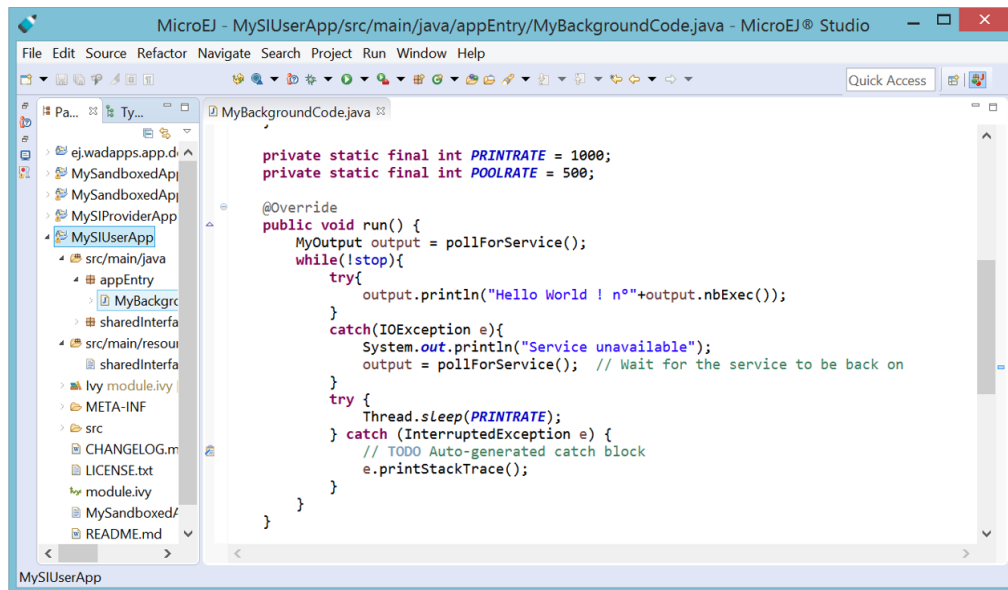 MicroEJ - MySIUserApp/src/main/java/appEntry/MyBackgroundCode.java - MicroEJ® Studio
File Edit Source Refactor Navigate Search Project Run Window Help
Quick Access
Pa... Ty...
ej.wadapps.app.d
MySandboxedAp
MySandboxedAp
MySIProviderApp
MySIUserApp
src/main/java
appEntry
MyBackgro
sharedInterfa
src/main/resour
sharedInterfa
Ivy module.ivy [
META-INF
src
CHANGELOG.m
LICENSE.txt
module.ivy
MySandboxedA
README.md
MyBackgroundCode.java
}
private static final int PRINTRATE = 1000;
private static final int POOLRATE = 500;
@Override
public void run() {
MyOutput output = pollForService();
while(!stop){
try{
output.println("Hello World ! n°"+output.nbExec());
}
catch(IOException e){
System.out.println("Service unavailable");
output = pollForService();  // Wait for the service to be back on
}
try {
Thread.sleep(PRINTRATE);
} catch (InterruptedException e) {
// TODO Auto-generated catch block
e.printStackTrace();
}
}
}
MySIUserApp